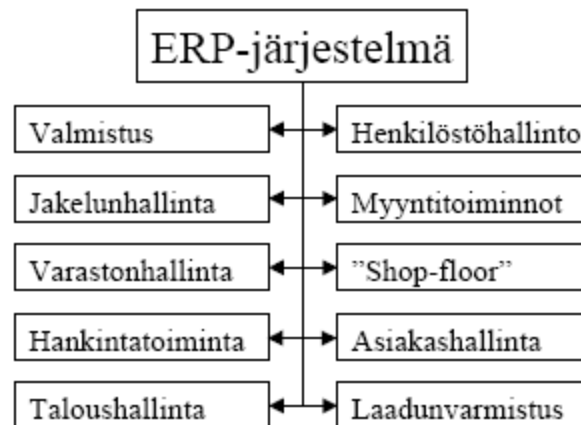 ERP-järjestelmä
Valmistus
Henkilöstöhallinto
Jakelunhallinta
Myyntitoiminnot
Varastonhallinta
”Shop-floor”
Hankintatoiminta
Asiakashallinta
Taloushallinta
Laadunvarmistus